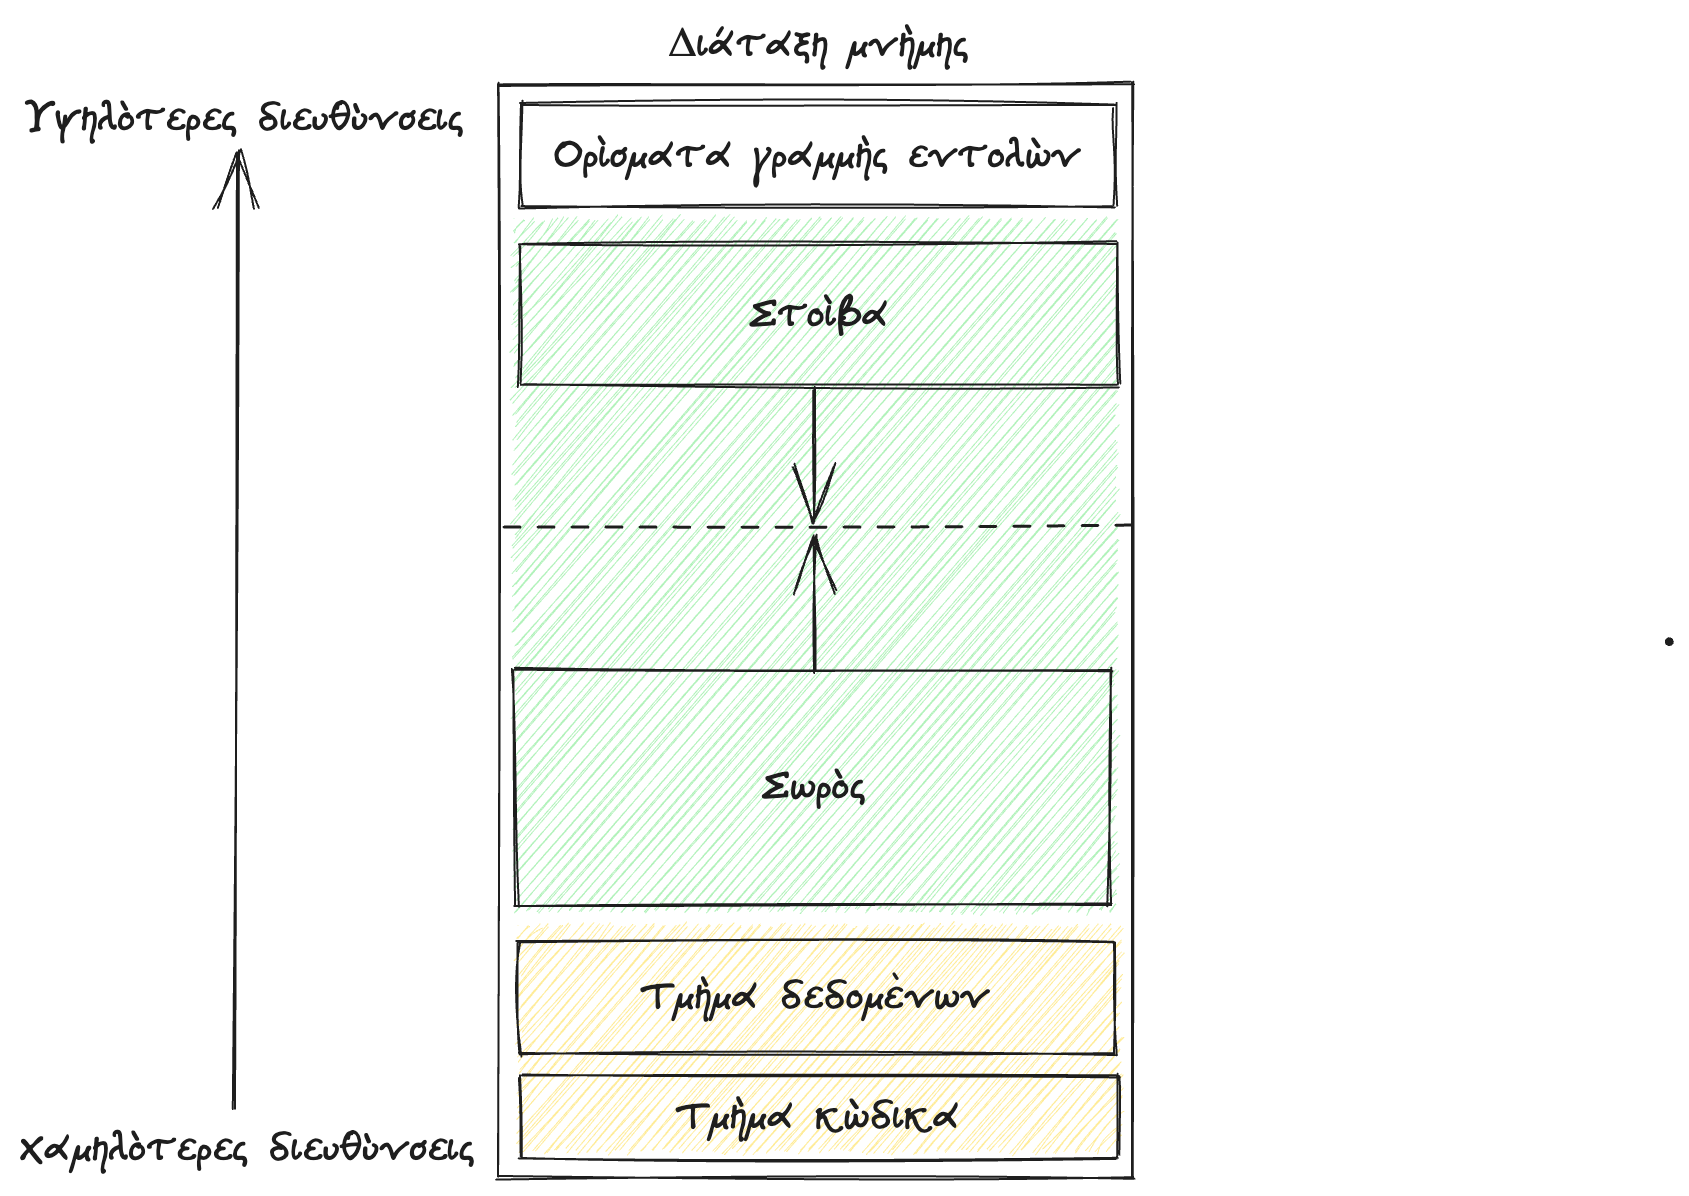 Διάταξη μνήμης
Υψηλότερες διευθύνσεις
Ορίσματα γραμμής εντολών
Στοίβα
Σωρός
Τμήμα δεδομένων
Τμήμα κώδικα
Χαμηλότερες διευθύνσεις